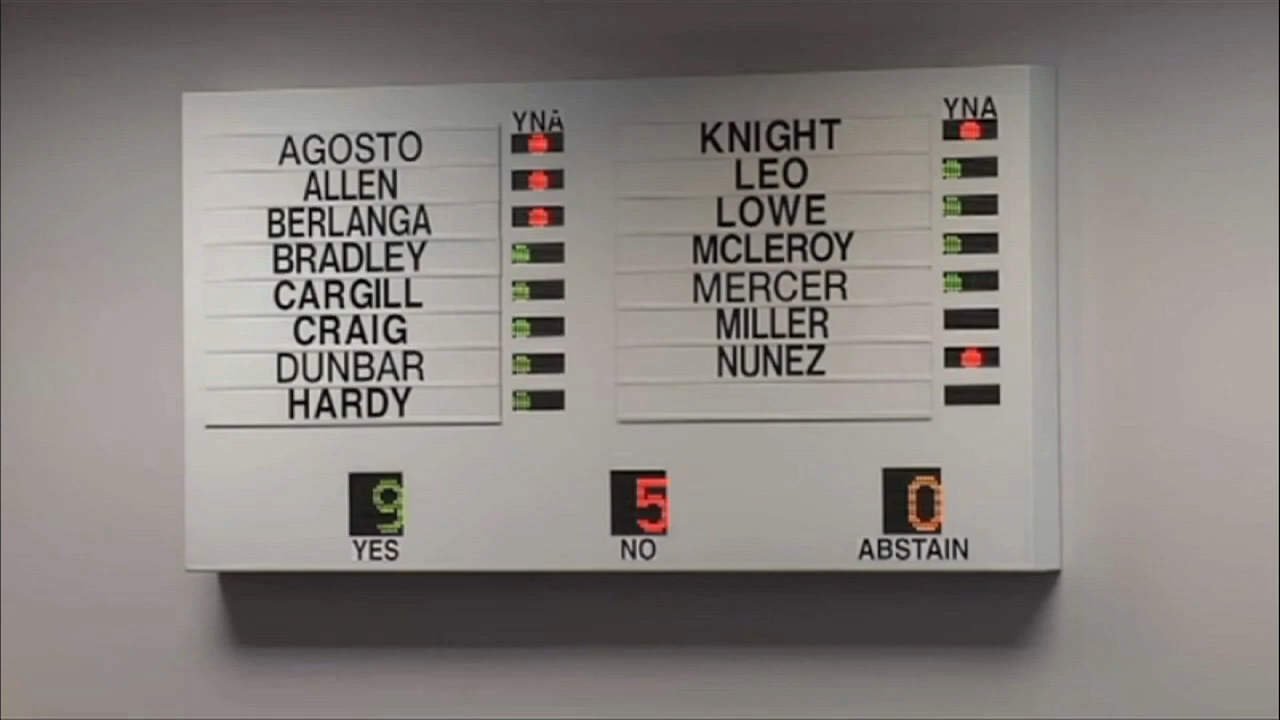 YNA
AGOSTO
ALLEN
BERLANGA
BRADLEY
CARGILL
CRAIG
DUNBAR
HARDY
YNA
KNIGHT
LEO
LOWE
MCLEROY
MERCER
MILLER
NUNEZ
9
YES
5
NO
0
ABSTAIN